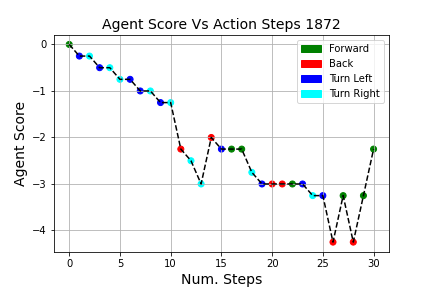 Agent Score Vs Action Steps 1872
Forward
Back
Turn Left
Turn Right
Agent Score
0
−1
−2
−3
−4
0 5 10 15 20 25 30
Num. Steps